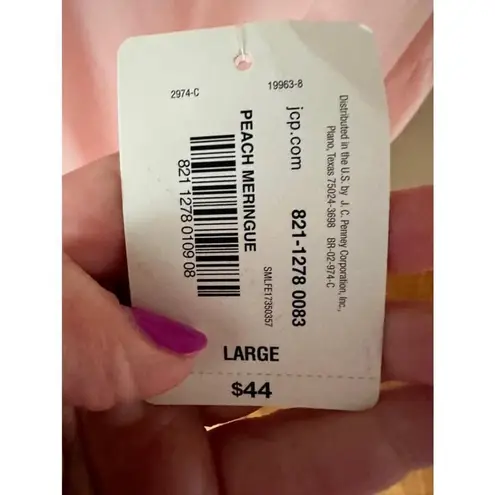 2974-C
19963-8
Distributed in the U.S. by J. C. Penney Corporation, Inc.,
Plano, Texas 75024-3698 BR-02-974-C
jcp.com
821-1278 0083
SMLFE17350357
PEACH MERINGUE
821 1278 0109 08
LARGE
$44